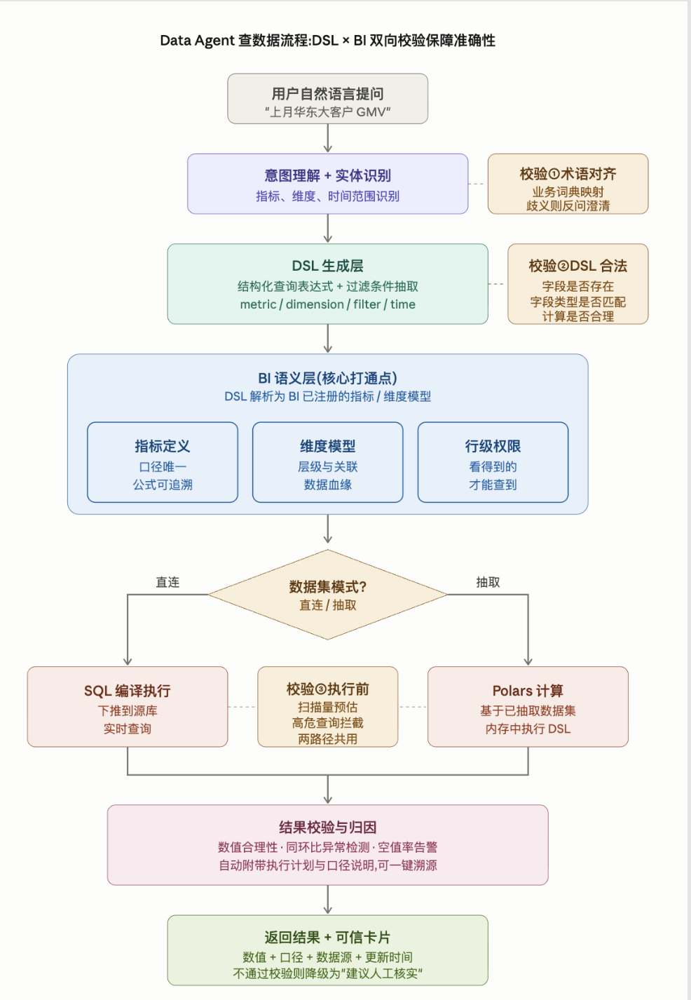 Data Agent 查数据流程:DSL × BI 双向校验保障准确性
用户自然语言提问
"上月华东大客户 GMV"
意图理解 + 实体识别
指标、维度、时间范围识别
校验①术语对齐
业务词典映射
歧义则反问澄清
DSL 生成层
结构化查询表达式 + 过滤条件抽取
metric / dimension / filter / time
校验②DSL 合法
字段是否存在
字段类型是否匹配
计算是否合理
BI 语义层(核心打通点)
DSL 解析为 BI 已注册的指标 / 维度模型
指标定义
口径唯一
公式可追溯
维度模型
层级与关联
数据血缘
行级权限
看得到的
才能查到
数据集模式?
直连 / 抽取
直连
抽取
SQL 编译执行
下推到源库
实时查询
校验③执行前
扫描量预估
高危查询拦截
两路径共用
Polars 计算
基于已抽取数据集
内存中执行 DSL
结果校验与归因
数值合理性 · 同环比异常检测 · 空值率告警
自动附带执行计划与口径说明,可一键溯源
返回结果 + 可信卡片
数值 + 口径 + 数据源 + 更新时间
不通过校验则降级为"建议人工核实"